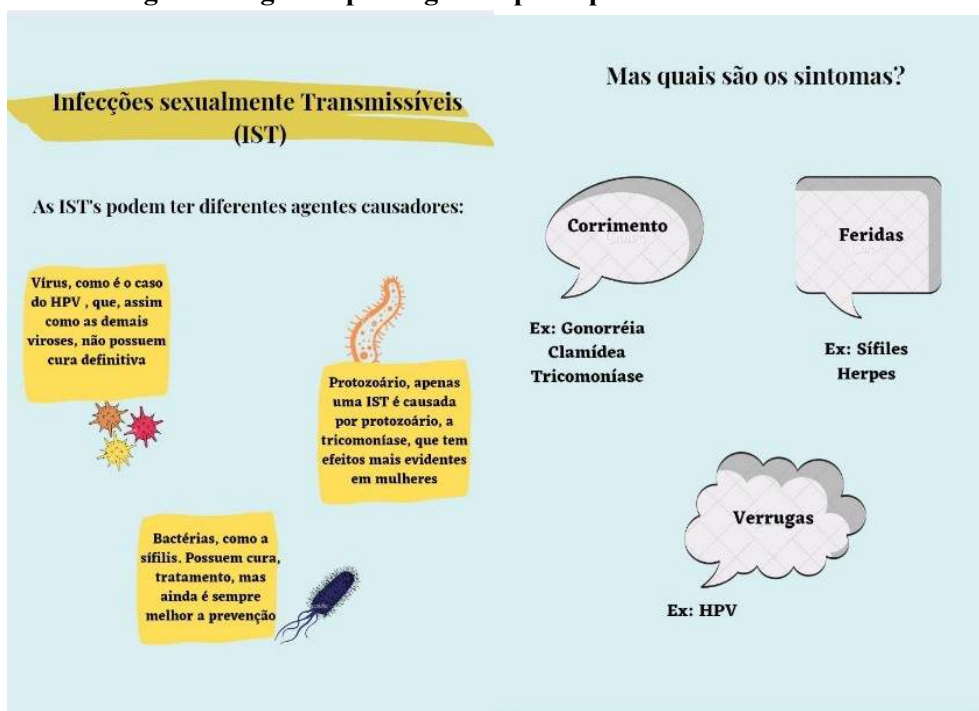 Infecções sexualmente Transmissíveis
(IST)
As IST's podem ter diferentes agentes causadores:
Vírus, como é o caso
do HPV , que, assim
como as demais
viroses, não possuem
cura definitiva
Protozoário, apenas
uma IST é causada
por protozoário, a
tricomoníase, que tem
efeitos mais evidentes
em mulheres
Bactérias, como a
sífilis. Possuem cura,
tratamento, mas
ainda é sempre
melhor a prevenção
Mas quais são os sintomas?
Corrimento
Ex: Gonorréia
Clamídea
Tricomoníase
Feridas
Ex: Sífiles
Herpes
Verrugas
Ex: HPV